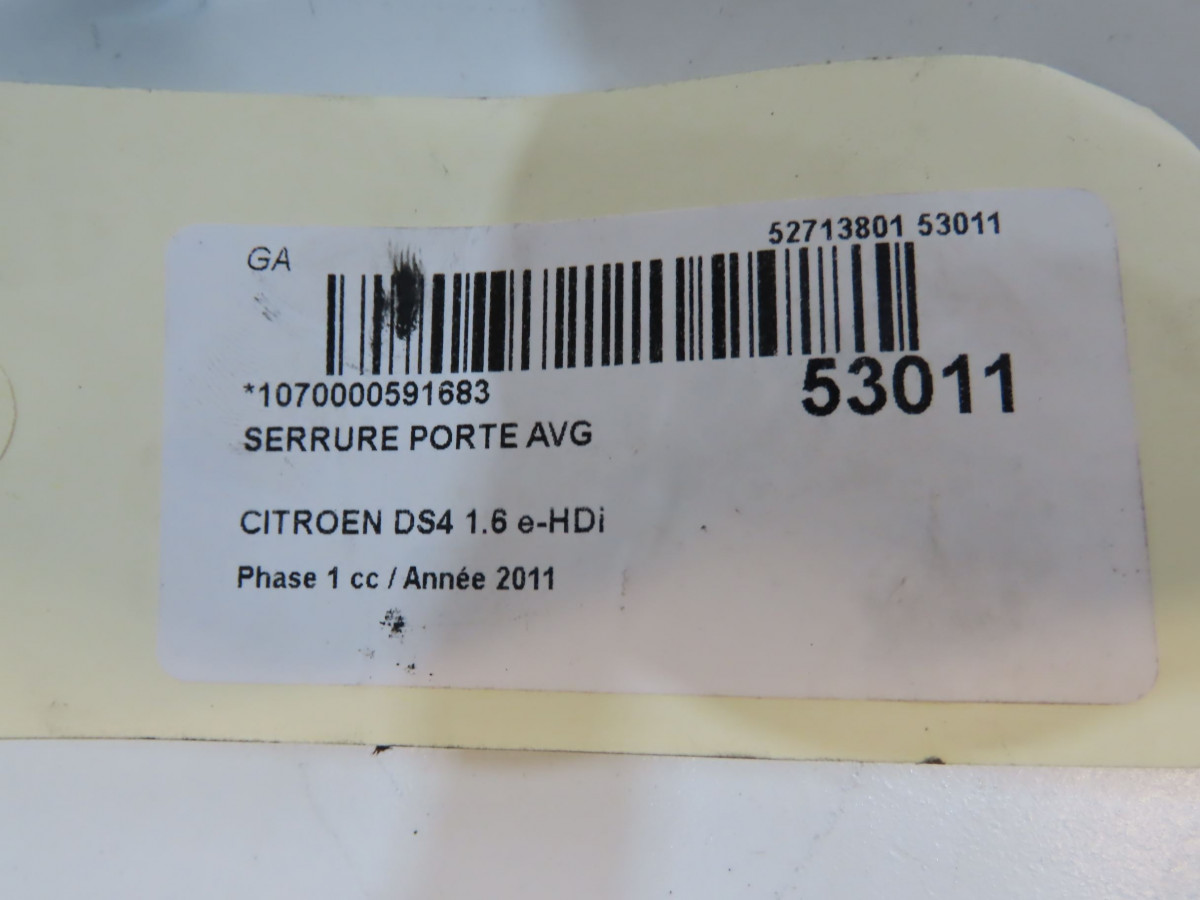 GA
52713801 53011
*1070000591683
53011
SERRURE PORTE AVG
CITROEN DS4 1.6 e-HDi
Phase 1 cc / Année 2011